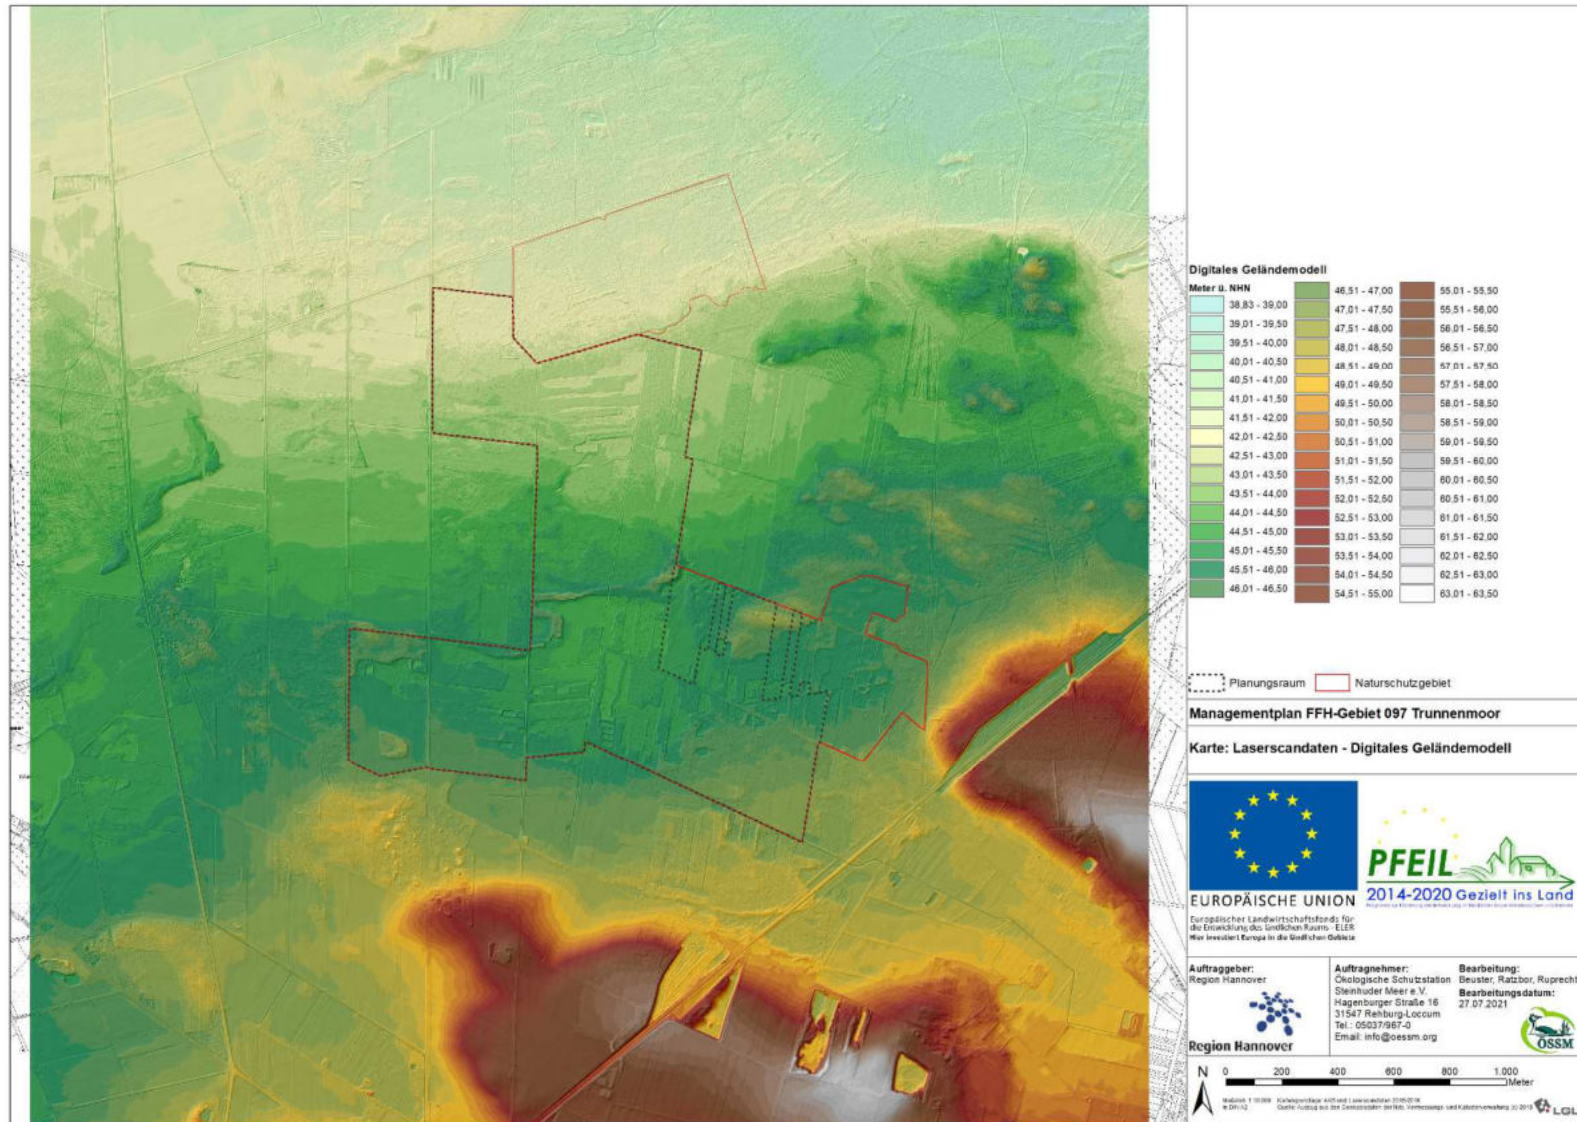 Digitales Geländemodell
Meter ü. NHN
38,83 - 39,00
39,01 - 39,50
39,51 - 40,00
40,01 - 40,50
40,51 - 41,00
41,01 - 41,50
41,51 - 42,00
42,01 - 42,50
42,51 - 43,00
43,01 - 43,50
43,51 - 44,00
44,01 - 44,50
44,51 - 45,00
45,01 - 45,50
45,51 - 46,00
46,01 - 46,50
46,51 - 47,00
47,01 - 47,50
47,51 - 48,00
48,01 - 48,50
48,51 - 49,00
49,01 - 49,50
49,51 - 50,00
50,01 - 50,50
50,51 - 51,00
51,01 - 51,50
51,51 - 52,00
52,01 - 52,50
52,51 - 53,00
53,01 - 53,50
53,51 - 54,00
54,01 - 54,50
54,51 - 55,00
55,01 - 55,50
55,51 - 56,00
56,01 - 56,50
56,51 - 57,00
57,01 - 57,50
57,51 - 58,00
58,01 - 58,50
58,51 - 59,00
59,01 - 59,50
59,51 - 60,00
60,01 - 60,50
60,51 - 61,00
61,01 - 61,50
61,51 - 62,00
62,01 - 62,50
62,51 - 63,00
63,01 - 63,50
Planungsraum Naturschutzgebiet
Managementplan FFH-Gebiet 097 Trunnenmoor
Karte: Laserscandaten - Digitales Geländemodell
EUROPÄISCHE UNION
Europäischer Landwirtschaftsfonds für
die Entwicklung des ländlichen Raums - ELER
Hier investiert Europa in die ländlichen Gebiete
PFEIL
2014-2020 Gezielt ins Land
Auftraggeber:
Region Hannover
Region Hannover
Auftragnehmer:
Ökologische Schutzstation
Steinhuder Meer e.V.
Hagenburger Straße 16
31547 Rehburg-Loccum
Tel.: 05037/967-0
Email: info@oessm.org
Bearbeitung:
Beuster, Ratzbor, Ruprecht
Bearbeitungsdatum:
27.07.2021
ÖSSM
N
0 200 400 600 800 1.000
Meter
LGLN